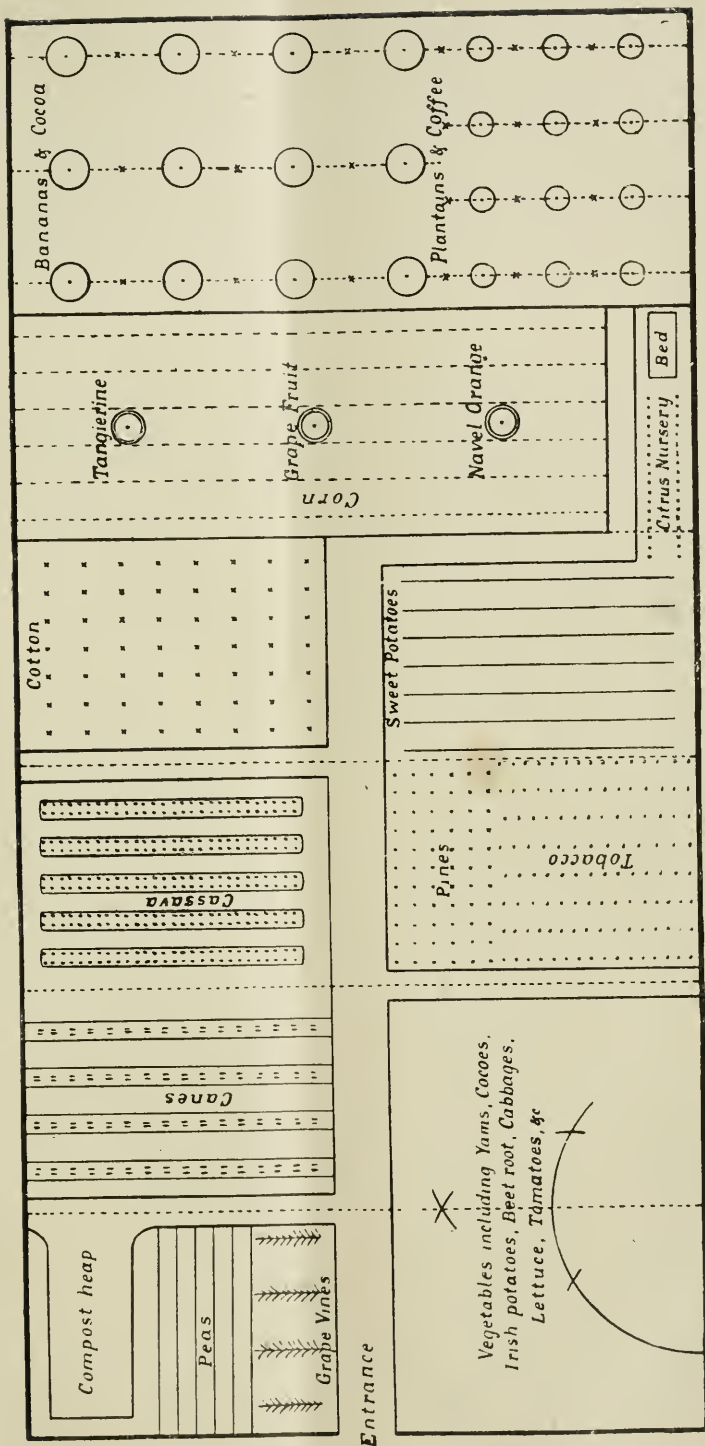 Bananas & Cocoa
Plantains & Coffee
Tangierine
Grape Fruit
Navel Orange
Corn
Bed
Citrus Nursery
Cotton
Sweet Potatoes
Cassava
Pines
Tobacco
Canes
Compost heap
Peas
Grape Vines
Entrance
Vegetables including Yams, Cocoes,
Irish potatoes, Beet root, Cabbages,
Lettuce, Tomatoes, &c